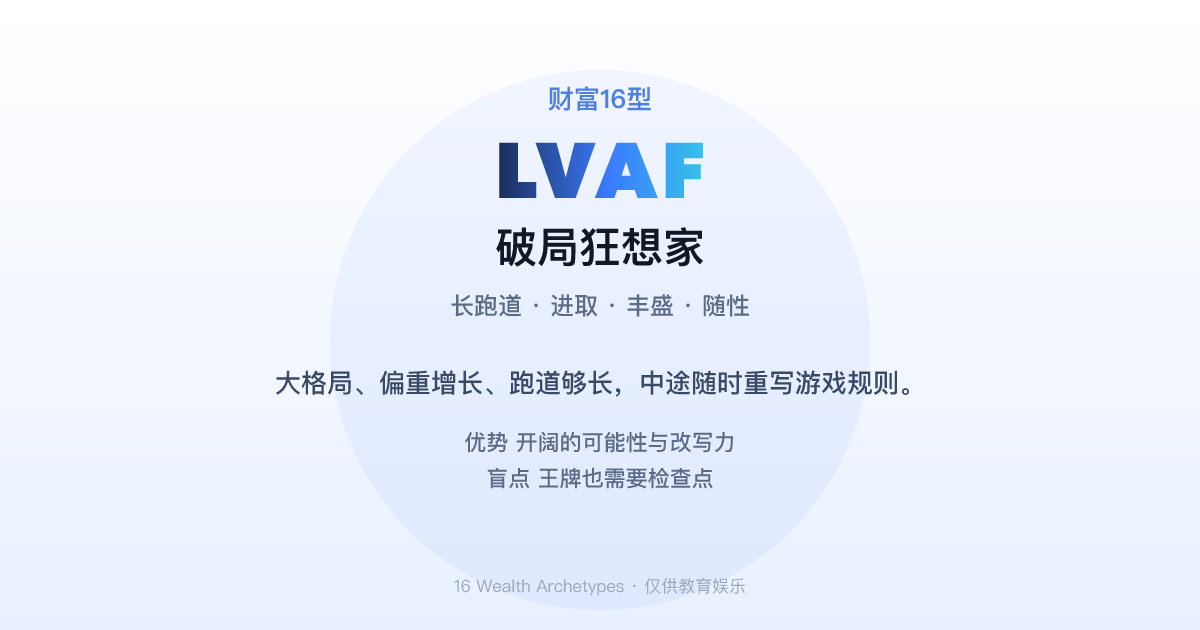 财富16型
LVAF
破局狂想家
长跑道 · 进取 · 丰盛 · 随性
大格局、偏重增长、跑道够长，中途随时重写游戏规则。
优势 开阔的可能性与改写力
盲点 王牌也需要检查点
16 Wealth Archetypes · 仅供教育娱乐